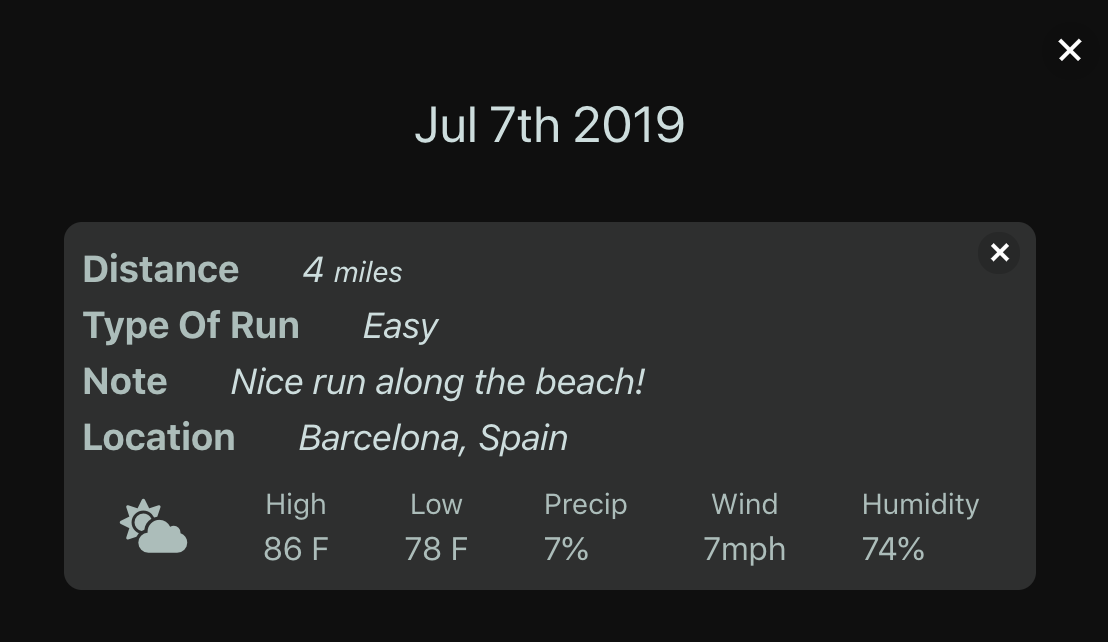 Jul 7th 2019
Distance 4 miles
Type Of Run Easy
Note Nice run along the beach!
Location Barcelona, Spain
High Low Precip Wind Humidity
86 F 78 F 7% 7mph 74%